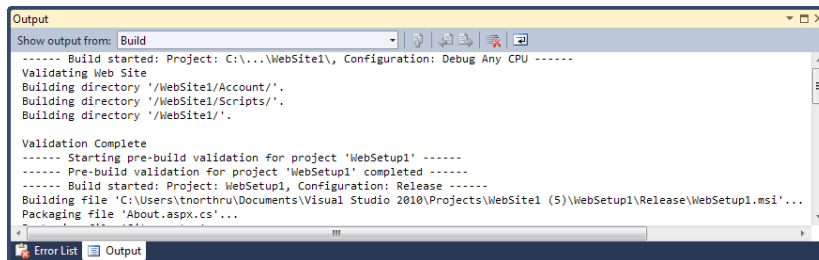 Output
Show output from: Build
------ Build started: Project: C:\...\WebSite1\, Configuration: Debug Any CPU ------
Validating Web Site
Building directory '/WebSite1/Account/'.
Building directory '/WebSite1/Scripts/'.
Building directory '/WebSite1/'.
Validation Complete
------ Starting pre-build validation for project 'WebSetup1' ------
------ Pre-build validation for project 'WebSetup1' completed ------
------ Build started: Project: WebSetup1, Configuration: Release ------
Building file 'C:\Users\tnorthru\Documents\Visual Studio 2010\Projects\WebSite1 (5)\WebSetup1\Release\WebSetup1.msi'...
Packaging file 'About.aspx.cs'...
Error List
Output